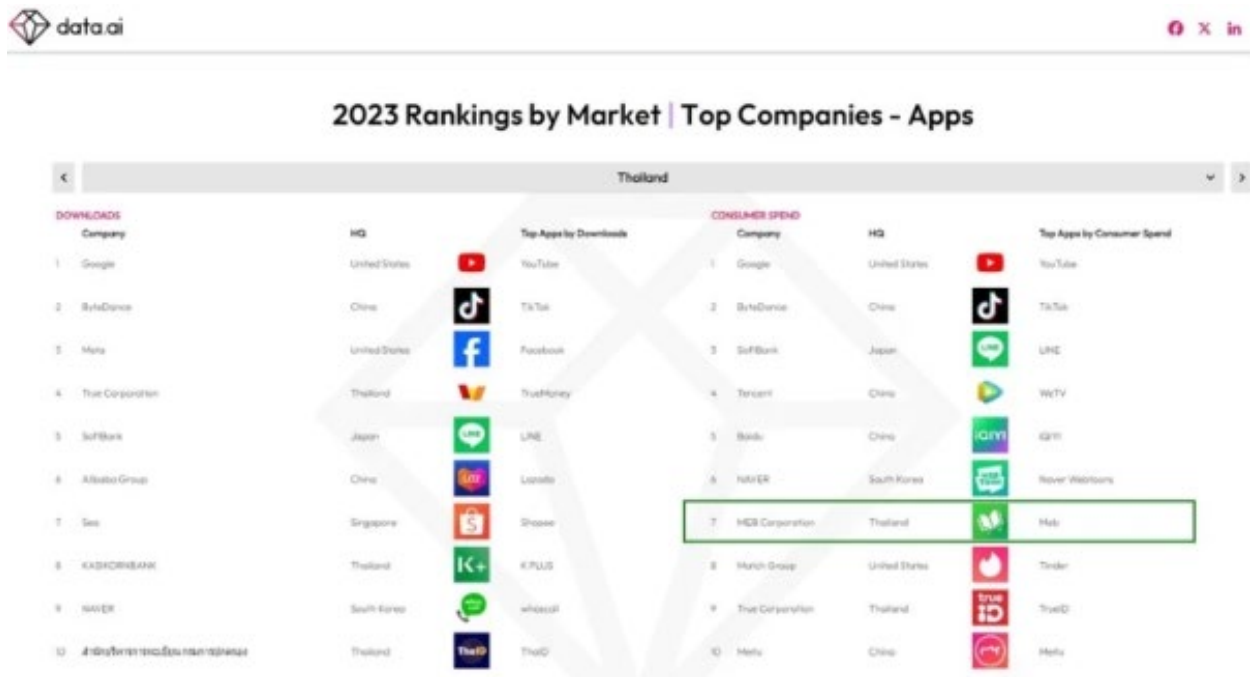 data.ai
2023 Rankings by Market | Top Companies - Apps
Thailand
DOWNLOADS
Company HQ Top Apps by Downloads
1 Google United States YouTube
2 ByteDance China TikTok
3 Meta United States Facebook
4 True Corporation Thailand TrueMoney
5 SoftBank Japan LINE
6 Alibaba Group China Lazada
7 Sea Singapore Shopee
8 KASIKORNBANK Thailand K+ K PLUS
9 NAVER South Korea whoscall
10 Thailand ThaID ThaID
CONSUMER SPEND
Company HQ Top Apps by Consumer Spend
1 Google United States YouTube
2 ByteDance China TikTok
3 SoftBank Japan LINE LINE
4 Tencent China WeTV
5 Baidu China iQIYI iQIYI
6 NAVER South Korea Naver Webtoons
7 MEB Corporation Thailand Meb
8 Match Group United States Tinder
9 True Corporation Thailand true iD TrueID
10 Meitu China Meitu